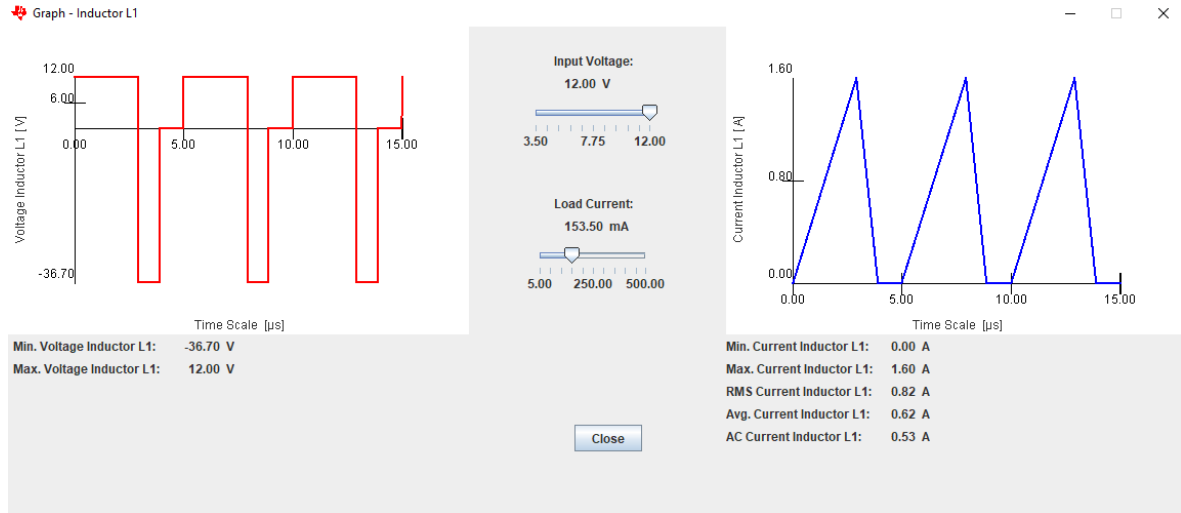 Graph - Inductor L1
12.00
6.00
0.00
5.00
10.00
15.00
-36.70
Voltage Inductor L1 [V]
Time Scale [µs]
Min. Voltage Inductor L1: -36.70 V
Max. Voltage Inductor L1: 12.00 V
Input Voltage:
12.00 V
3.50 7.75 12.00
Load Current:
153.50 mA
5.00 250.00 500.00
Close
1.60
0.80
0.00
0.00 5.00 10.00 15.00
Current Inductor L1 [A]
Time Scale [µs]
Min. Current Inductor L1: 0.00 A
Max. Current Inductor L1: 1.60 A
RMS Current Inductor L1: 0.82 A
Avg. Current Inductor L1: 0.62 A
AC Current Inductor L1: 0.53 A